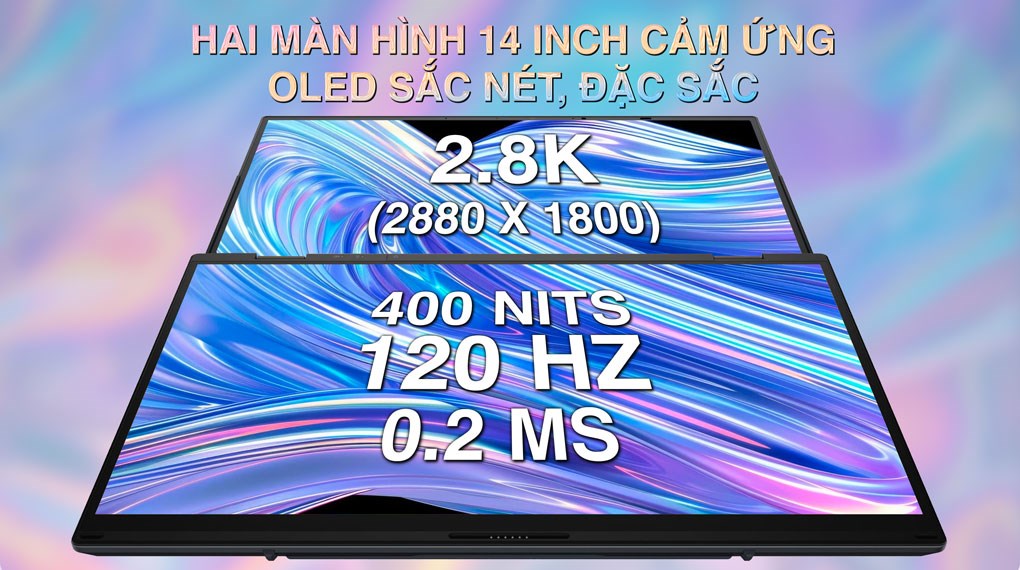 HAI MÀN HÌNH 14 INCH CẢM ỨNG
OLED SẮC NÉT, ĐẶC SẮC
2.8K
(2880 X 1800)
400 NITS
120 HZ
0.2 MS